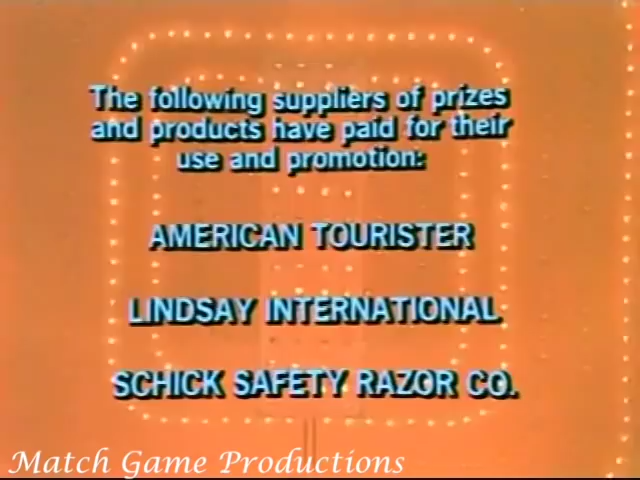 The following suppliers of prizes
and products have paid for their
use and promotion:
AMERICAN TOURISTER
LINDSAY INTERNATIONAL
SCHICK SAFETY RAZOR CO.
Match Game Productions